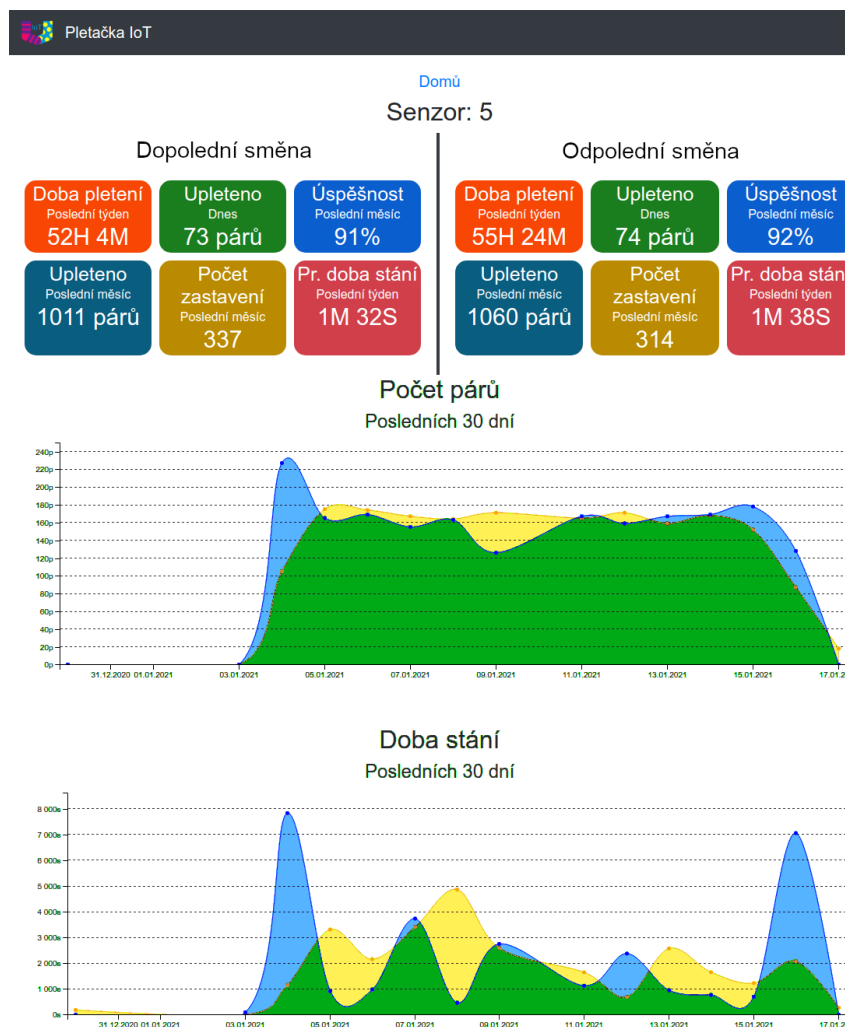 IoT
Pletačka IoT
Domů
Senzor: 5
Dopolední směna
Doba pletení
Poslední týden
52H 4M
Upleteno
Dnes
73 párů
Úspěšnost
Poslední měsíc
91%
Upleteno
Poslední měsíc
1011 párů
Počet
zastavení
Poslední měsíc
337
Pr. doba stání
Poslední týden
1M 32S
Odpolední směna
Doba pletení
Poslední týden
55H 24M
Upleteno
Dnes
74 párů
Úspěšnost
Poslední měsíc
92%
Upleteno
Poslední měsíc
1060 párů
Počet
zastavení
Poslední měsíc
314
Pr. doba stán
Poslední týden
1M 38S
Počet párů
Posledních 30 dní
240p
220p
200p
180p
160p
140p
120p
100p
80p
60p
40p
20p
0p
31.12.2020 01.01.2021 03.01.2021 05.01.2021 07.01.2021 09.01.2021 11.01.2021 13.01.2021 15.01.2021 17.01.2
Doba stání
Posledních 30 dní
8 000s
7 000s
6 000s
5 000s
4 000s
3 000s
2 000s
1 000s
0s
31.12.2020 01.01.2021 03.01.2021 05.01.2021 07.01.2021 09.01.2021 11.01.2021 13.01.2021 15.01.2021 17.01.2